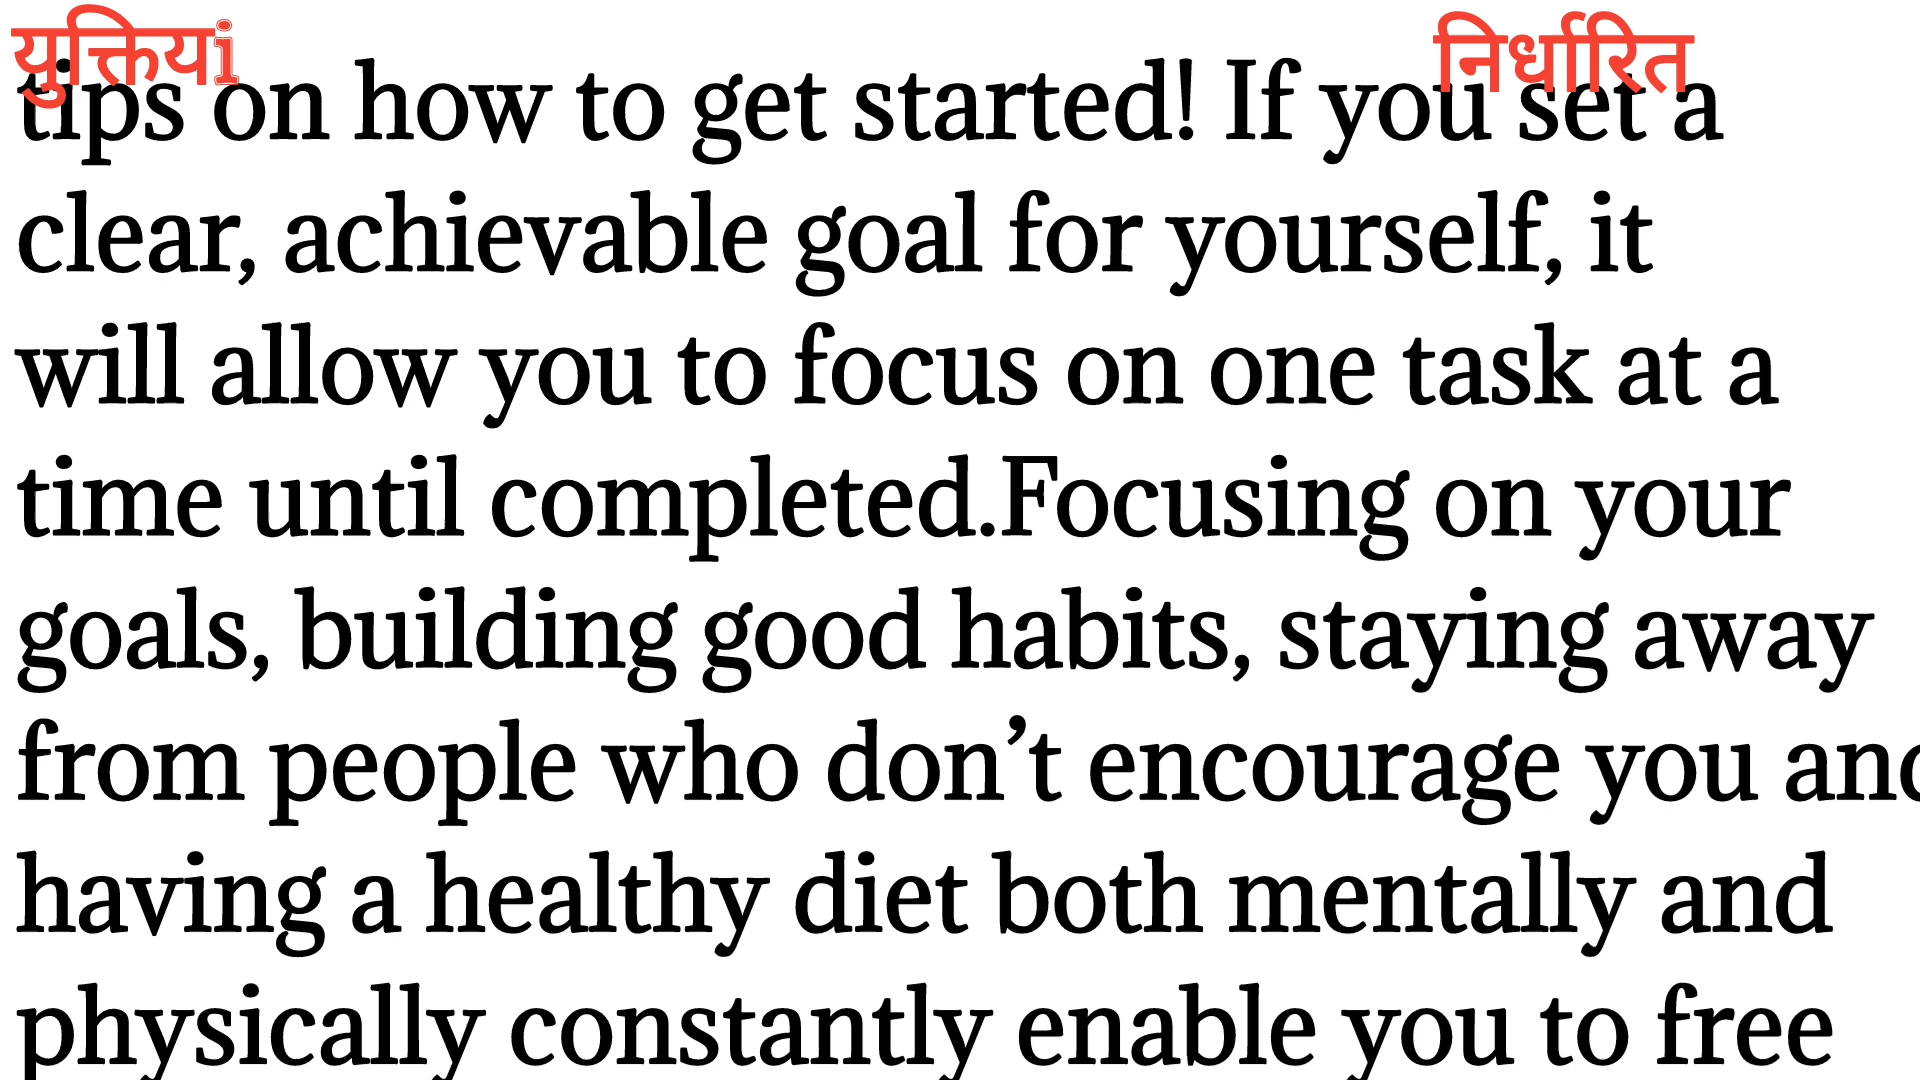 युक्तियi निर्धारित
tips on how to get started! If you set a
clear, achievable goal for yourself, it
will allow you to focus on one task at a
time until completed.Focusing on your
goals, building good habits, staying away
from people who don’t encourage you and
having a healthy diet both mentally and
physically constantly enable you to free